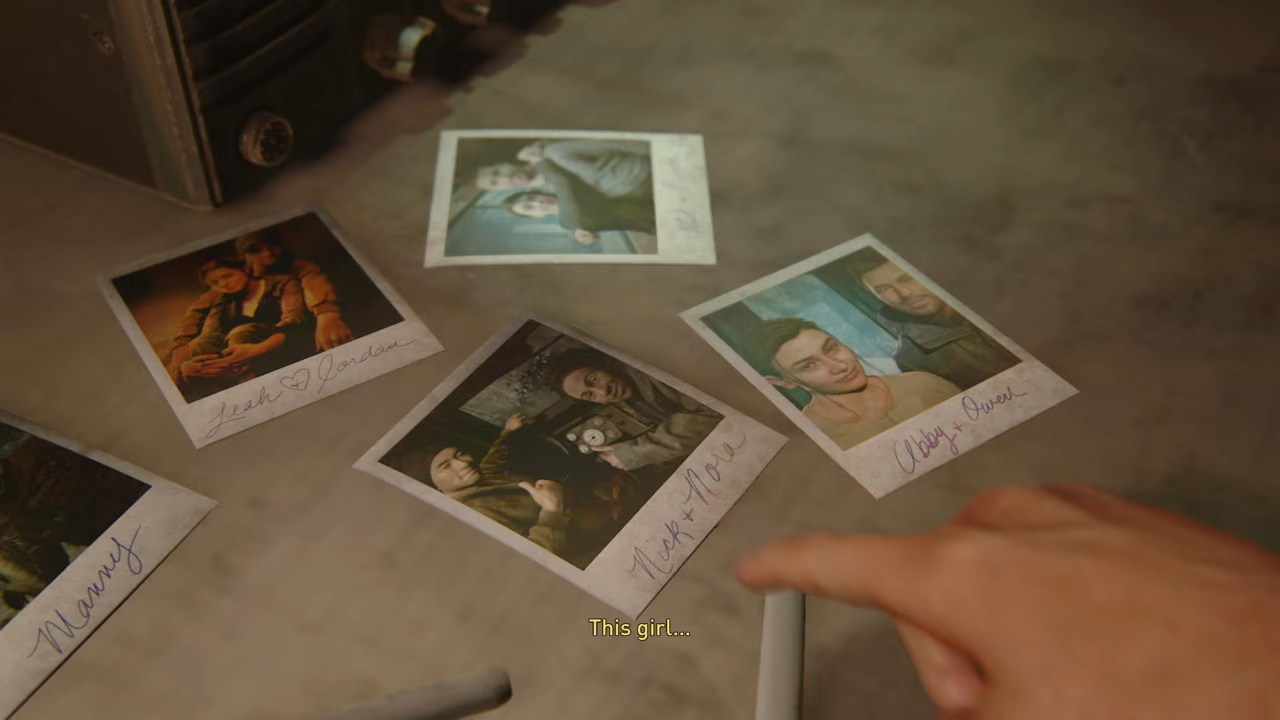 Leah ♡ Jordan
Abby + Owen
Nick + Nora
Manny
This girl...